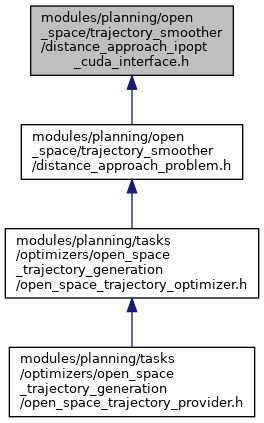 modules/planning/open
_space/trajectory_smoother
/distance_approach_ipopt
_cuda_interface.h
modules/planning/open
_space/trajectory_smoother
/distance_approach_problem.h
modules/planning/tasks
/optimizers/open_space
_trajectory_generation
/open_space_trajectory_optimizer.h
modules/planning/tasks
/optimizers/open_space
_trajectory_generation
/open_space_trajectory_provider.h